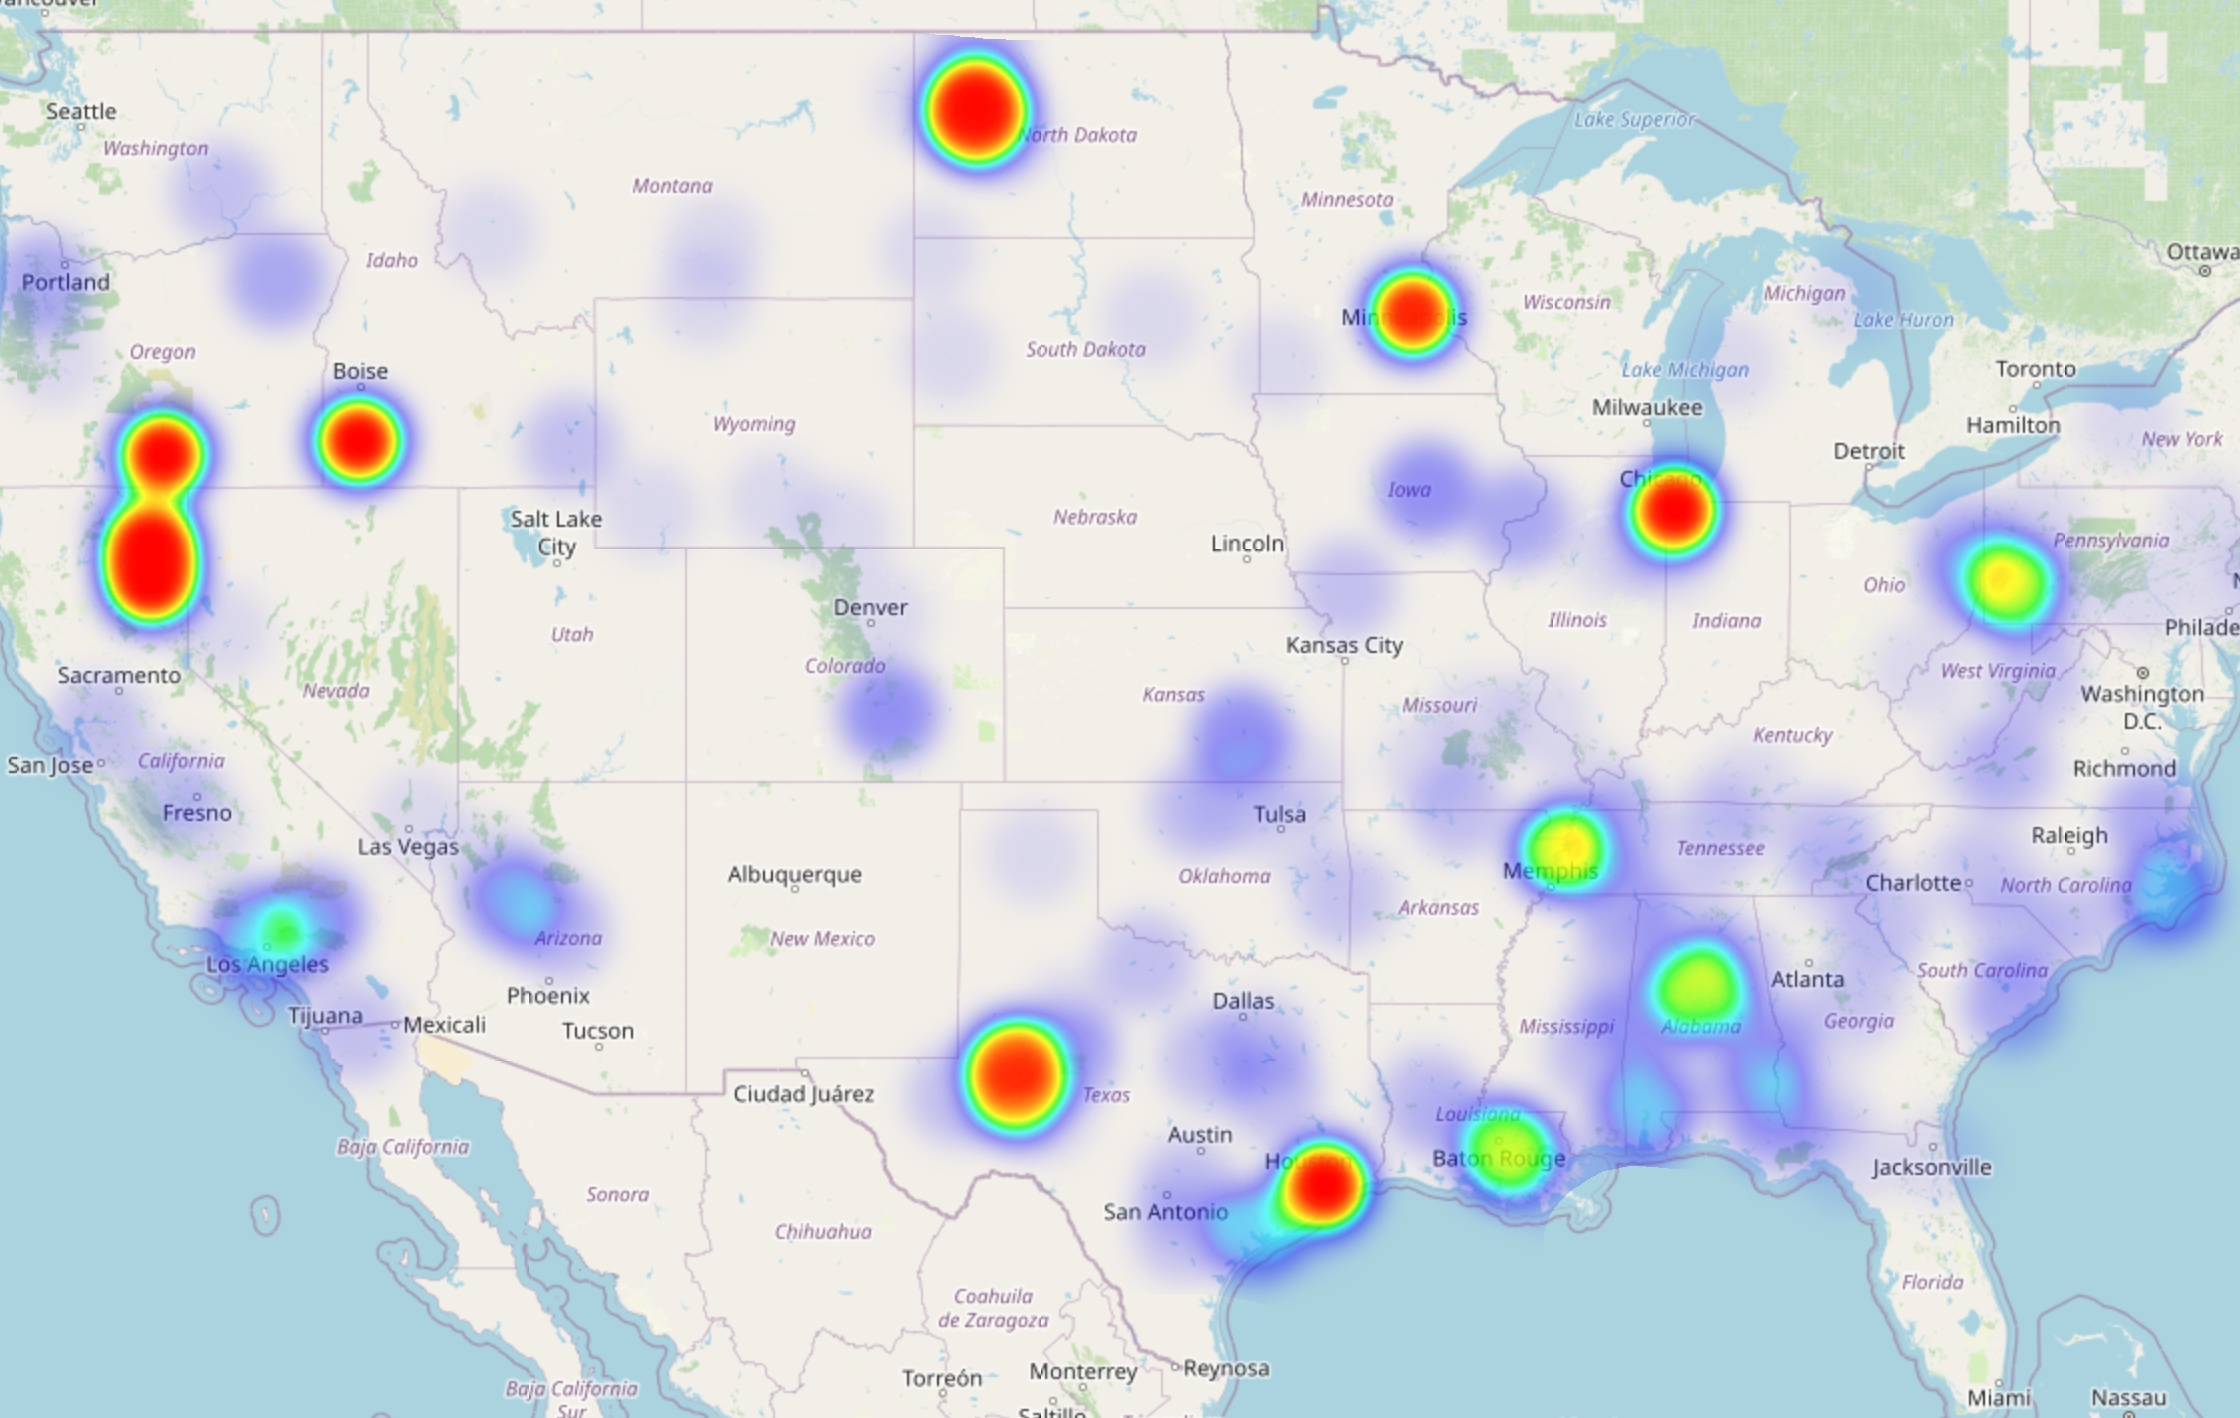 Vancouver
Seattle
Washington
North Dakota
Lake Superior
Montana
Minnesota
Ottawa
Idaho
Portland
Michigan
Wisconsin
Minneapolis
Lake Huron
Oregon
South Dakota
Boise
Lake Michigan
Toronto
Milwaukee
Wyoming
Hamilton
New York
Detroit
Chicago
Iowa
Salt Lake
City
Nebraska
Lincoln
Pennsylvania
Ohio
Denver
Illinois
Indiana
Utah
Philade
Kansas City
Colorado
West Virginia
Sacramento
Nevada
Kansas
Washington
D.C.
Missouri
Kentucky
California
San Jose
Richmond
Fresno
Tulsa
Raleigh
Las Vegas
Tennessee
Albuquerque
Oklahoma
Memphis
Charlotte
North Carolina
Arkansas
Arizona
New Mexico
Los Angeles
South Carolina
Atlanta
Phoenix
Dallas
Tijuana
Mexicali
Tucson
Mississippi
Alabama
Georgia
Ciudad Juárez
Texas
Louisiana
Austin
Baja California
Houston
Baton Rouge
Jacksonville
Sonora
San Antonio
Chihuahua
Florida
Coahuila
de Zaragoza
Reynosa
Monterrey
Torreón
Baja California
Sur
Miami
Nassau
Saltillo